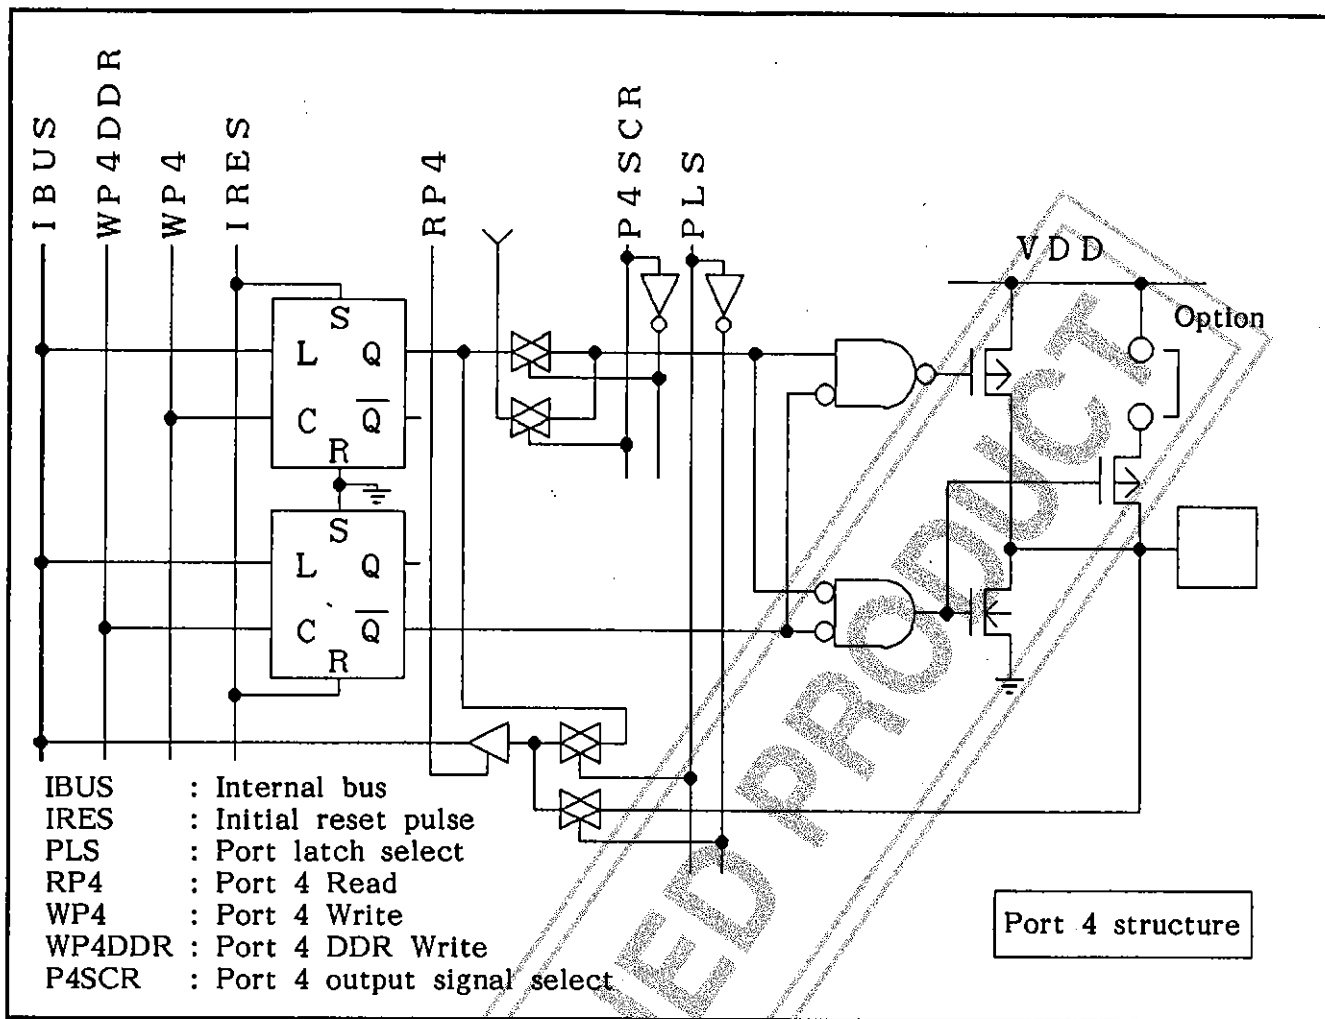 IBUS
WP4DDR
WP4
IRES
RP4
P4SCR
PLS
VDD
Option
S
L Q
C Q
R
S
L Q
C Q
R
IBUS : Internal bus
IRES : Initial reset pulse
PLS : Port latch select
RP4 : Port 4 Read
WP4 : Port 4 Write
WP4DDR : Port 4 DDR Write
P4SCR : Port 4 output signal select
Port 4 structure
NED PRODUCT